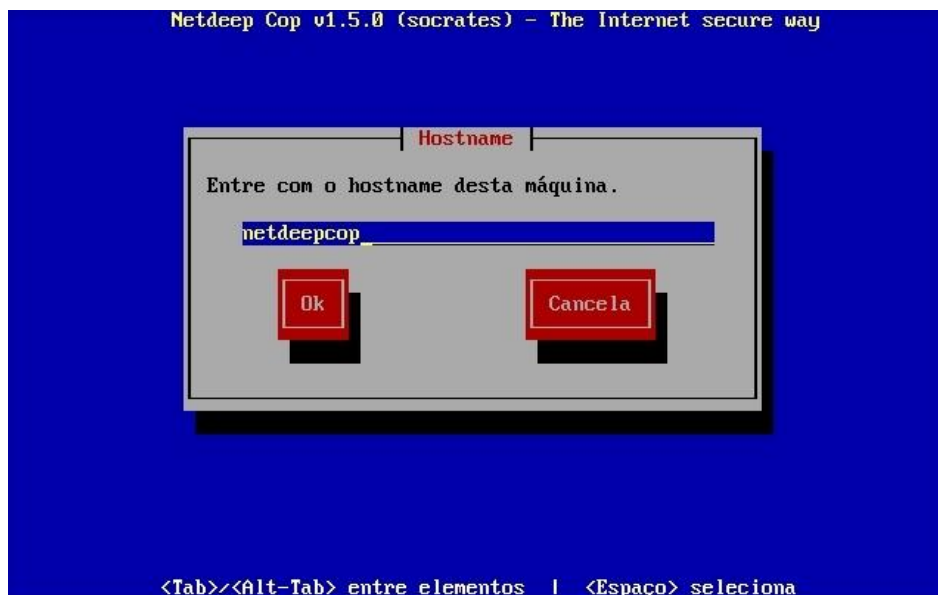 Netdeep Cop v1.5.0 (socrates) - The Internet secure way
Hostname
Entre com o hostname desta máquina.
netdeepcop_
Ok Cancela
<Tab>/<Alt-Tab> entre elementos | <Espaço> seleciona